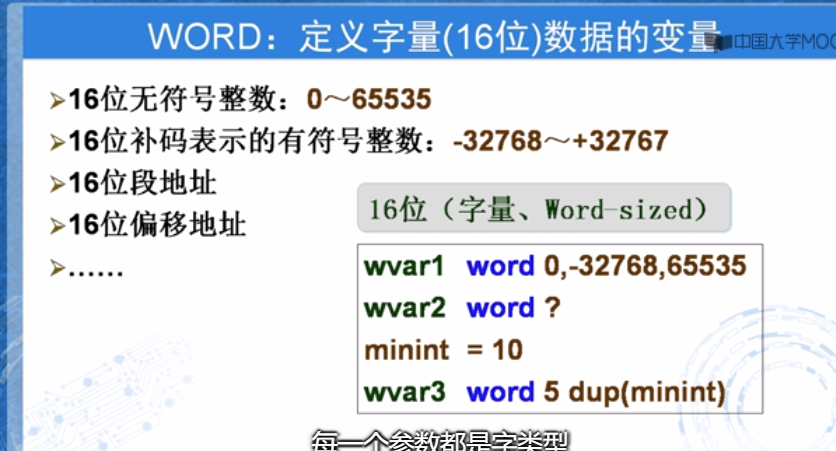 WORD：定义字量(16位)数据的变量
中国大学MOO
➢16位无符号整数：0～65535
➢16位补码表示的有符号整数：-32768～+32767
➢16位段地址
➢16位偏移地址
➢……
16位（字量、Word-sized）
wvar1 word 0,-32768,65535
wvar2 word ?
minint = 10
wvar3 word 5 dup(minint)
每一个参数都是字类型